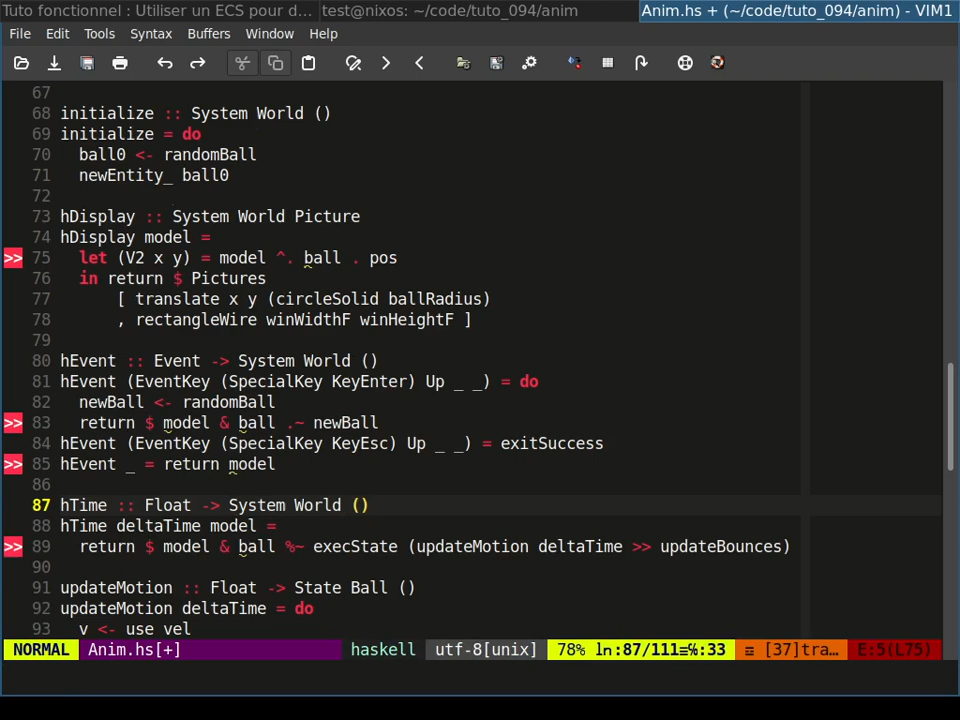 Tuto fonctionnel : Utiliser un ECS pour d... test@nixos: ~/code/tuto_094/anim Anim.hs + (~/code/tuto_094/anim) - VIM1
File Edit Tools Syntax Buffers Window Help
67
68 initialize :: System World ()
69 initialize = do
70   ball0 <- randomBall
71   newEntity_ ball0
72
73 hDisplay :: System World Picture
74 hDisplay model =
>> 75   let (V2 x y) = model ^. ball . pos
76   in return $ Pictures
77       [ translate x y (circleSolid ballRadius)
78       , rectangleWire winWidthF winHeightF ]
79
80 hEvent :: Event -> System World ()
81 hEvent (EventKey (SpecialKey KeyEnter) Up _ _) = do
82   newBall <- randomBall
>> 83   return $ model & ball .~ newBall
84 hEvent (EventKey (SpecialKey KeyEsc) Up _ _) = exitSuccess
>> 85 hEvent _ = return model
86
87 hTime :: Float -> System World ()
88 hTime deltaTime model =
>> 89   return $ model & ball %~ execState (updateMotion deltaTime >> updateBounces)
90
91 updateMotion :: Float -> State Ball ()
92 updateMotion deltaTime = do
93   v <- use vel
NORMAL Anim.hs[+] haskell utf-8[unix] 78% ln:87/111≡℅:33 ≡ [37]tra… E:5(L75)